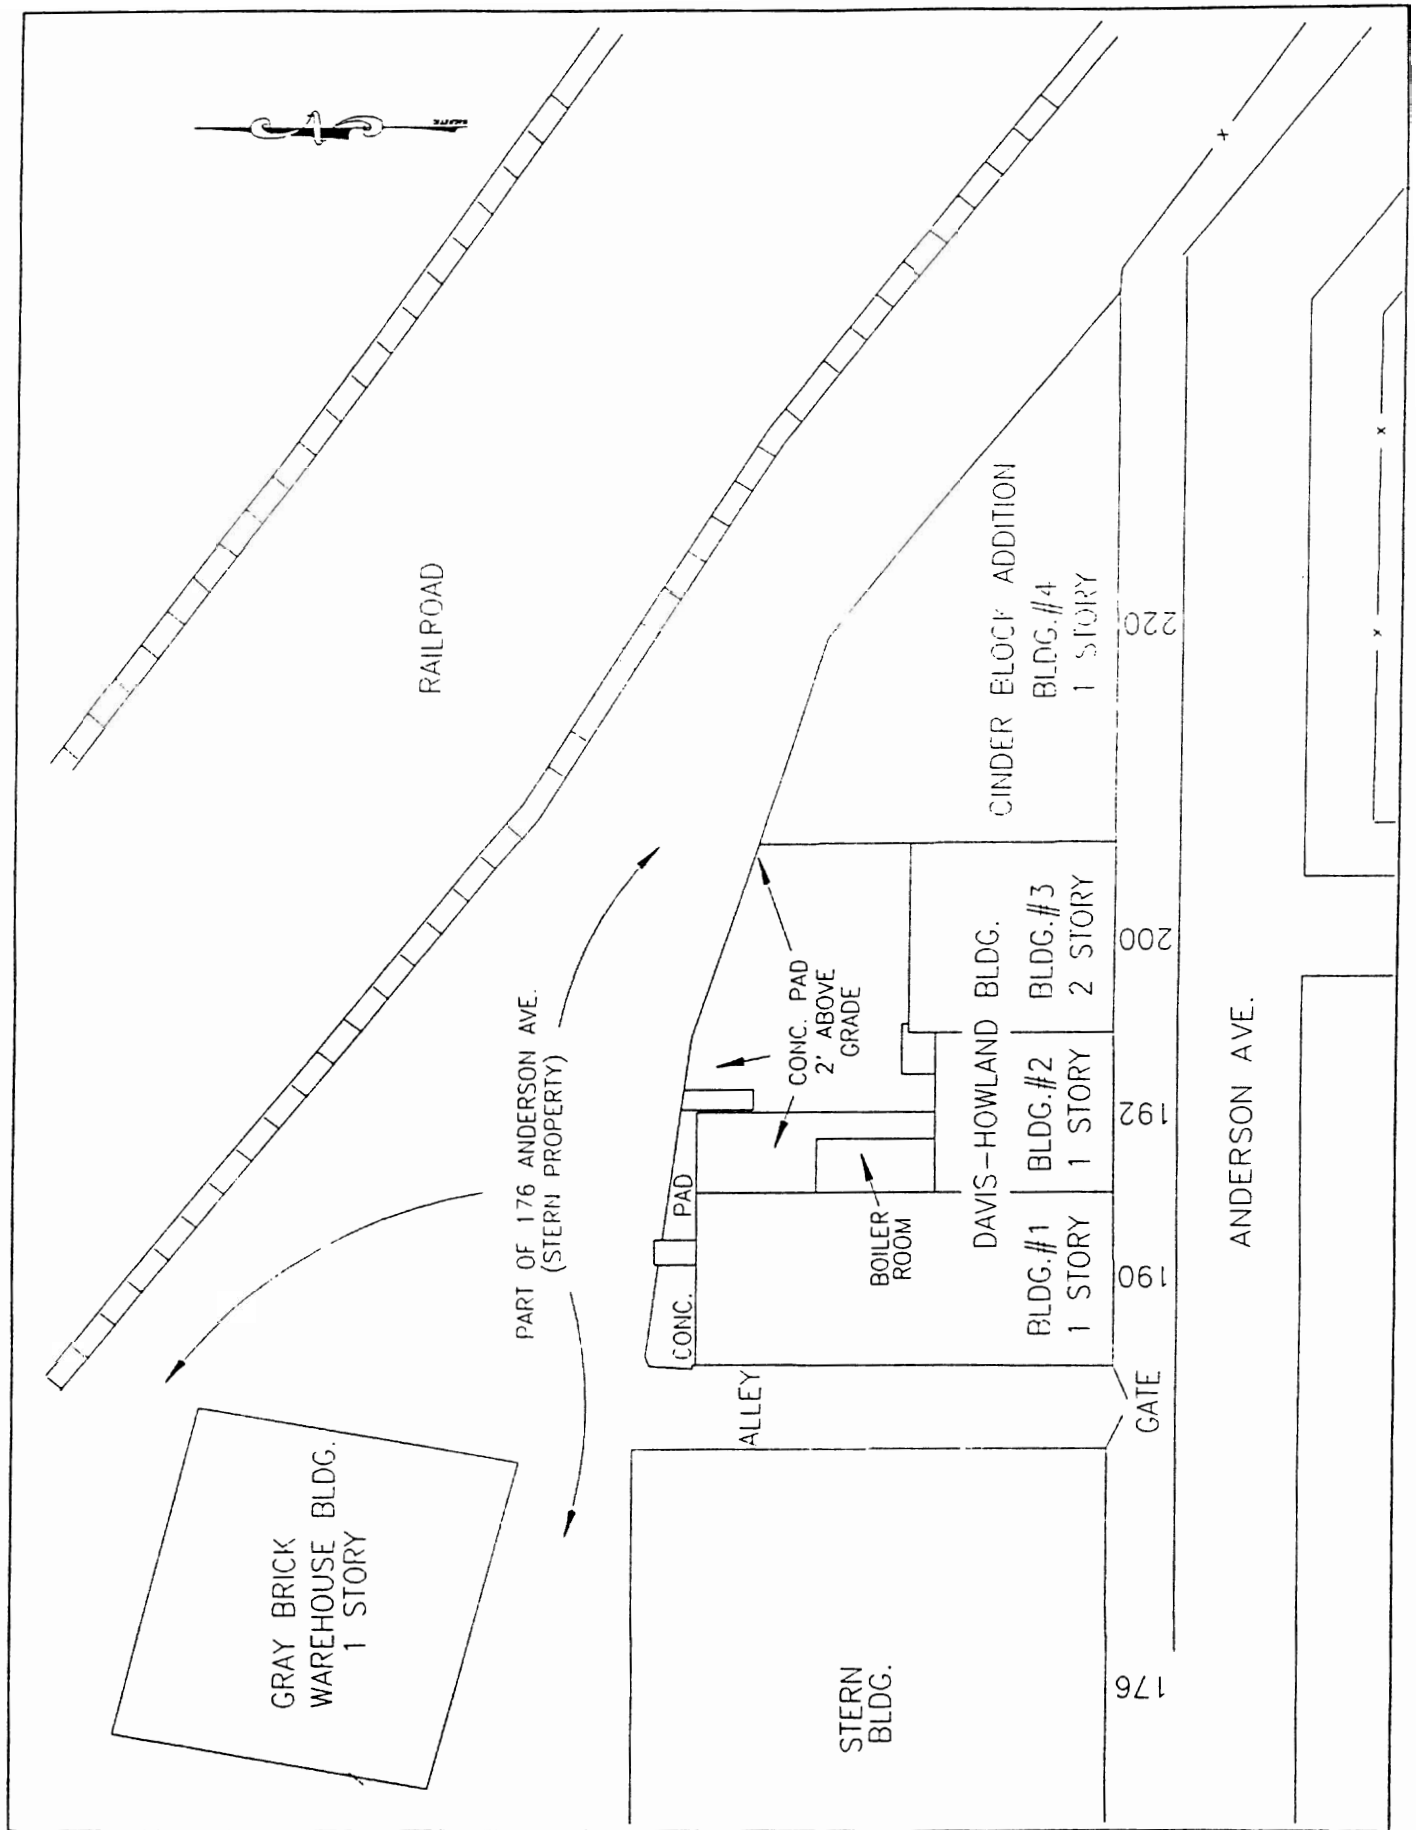 RAILROAD
PART OF 176 ANDERSON AVE.
(STERN PROPERTY)
GRAY BRICK
WAREHOUSE BLDG.
1 STORY
CONC. PAD
CONC. PAD
2' ABOVE
GRADE
BOILER
ROOM
ALLEY
STERN
BLDG.
DAVIS-HOWLAND BLDG.
BLDG.#1
1 STORY
BLDG.#2
1 STORY
BLDG.#3
2 STORY
CINDER BLOCK ADDITION
BLDG.#4
1 STORY
176
190
192
200
220
GATE
ANDERSON AVE.